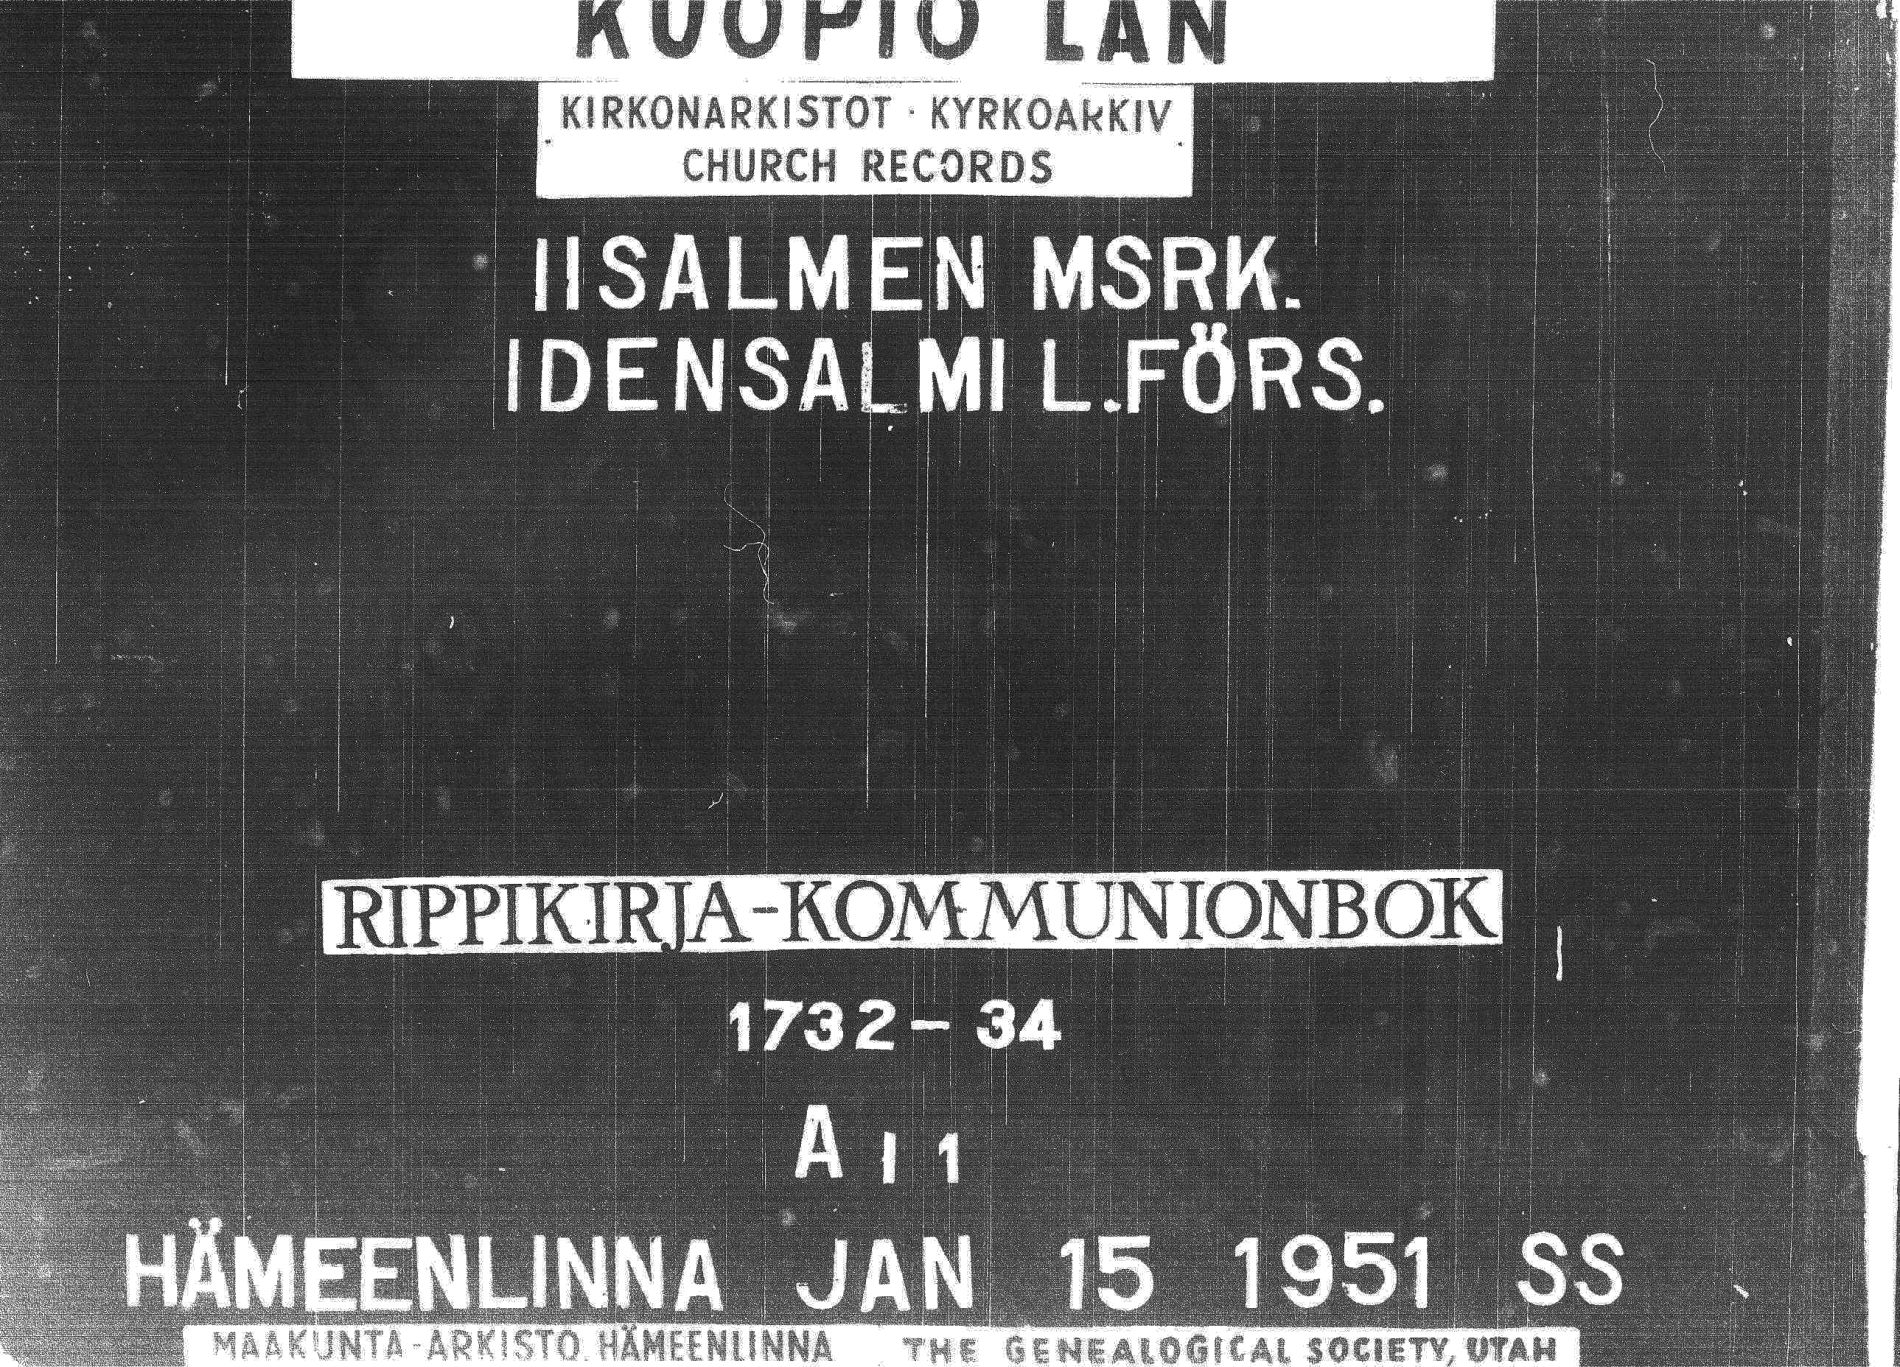 KUOPIO LÄN
KIRKONARKISTOT · KYRKOARKIV
CHURCH RECORDS
IISALMEN MSRK.
IDENSALMI L.FÖRS.
RIPPIKIRJA-KOMMUNIONBOK
1732-34
A I 1
HÄMEENLINNA JAN 15 1951 SS
MAAKUNTA-ARKISTO, HÄMEENLINNA THE GENEALOGICAL SOCIETY, UTAH